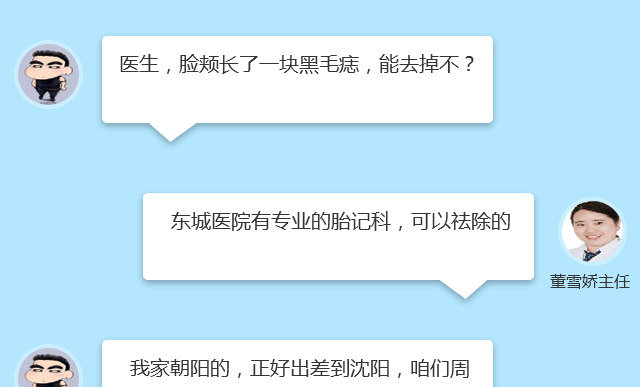 医生，脸颊长了一块黑毛痣，能去掉不？
东城医院有专业的胎记科，可以祛除的
董雪娇主任
我家朝阳的，正好出差到沈阳，咱们周